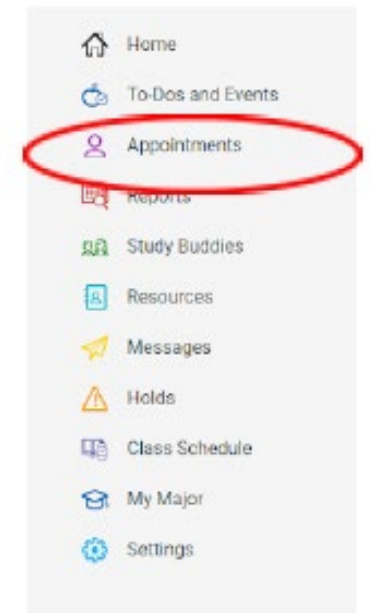 Home
To-Dos and Events
Appointments
Reports
Study Buddies
Resources
Messages
Holds
Class Schedule
My Major
Settings